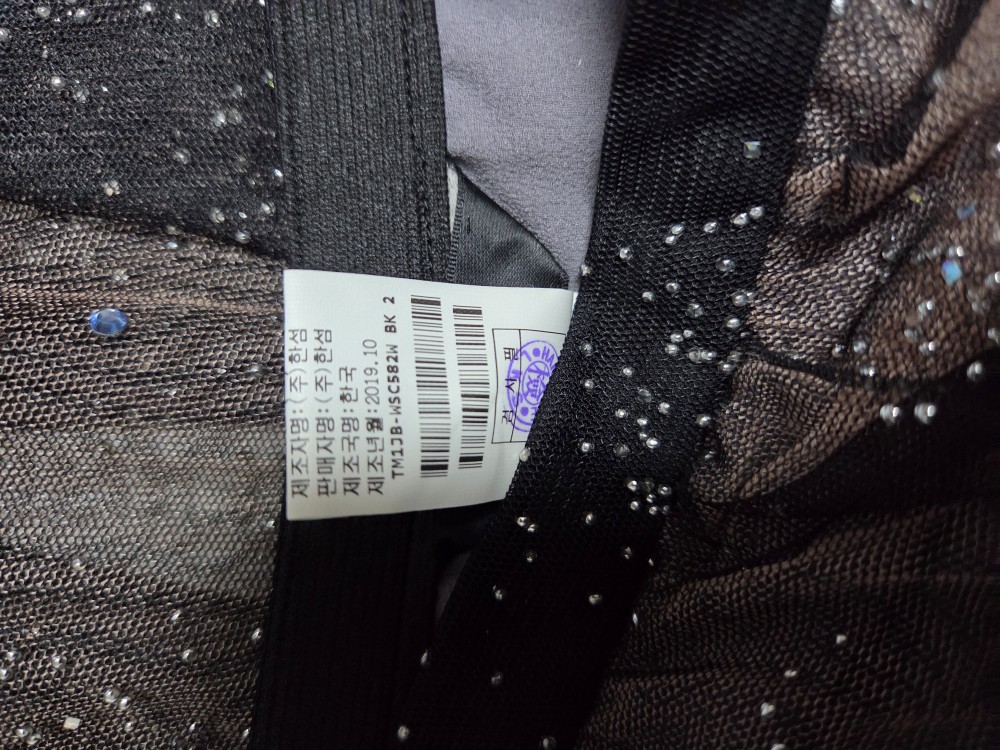 제조자명:(주)한섬
판매자명:(주)한섬
제조국명:한국
제조년월:2019.10
TM1JB-WSC582W BK 2
검사필